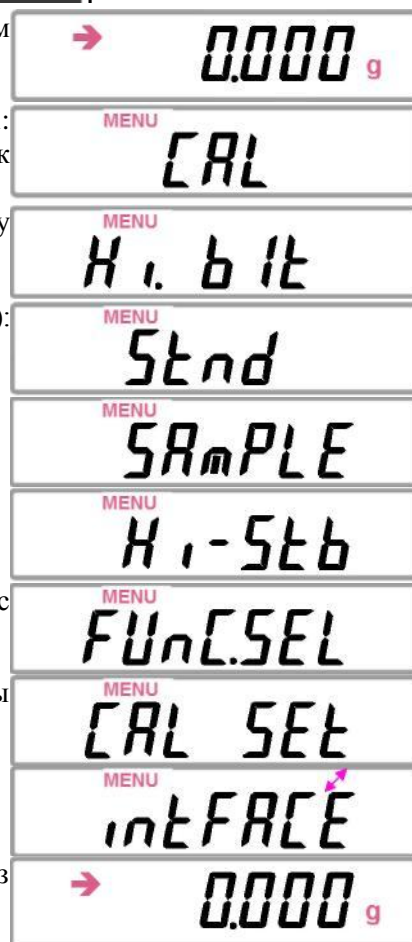 м
0.000 g
:
MENU
к
CAL
у
MENU
Hi. bIt
):
MENU
Stnd
MENU
SAmPLE
MENU
Hi-Stb
с
MENU
FUnC.SEL
ы
MENU
CAL SEt
MENU
intFACE
з
0.000 g